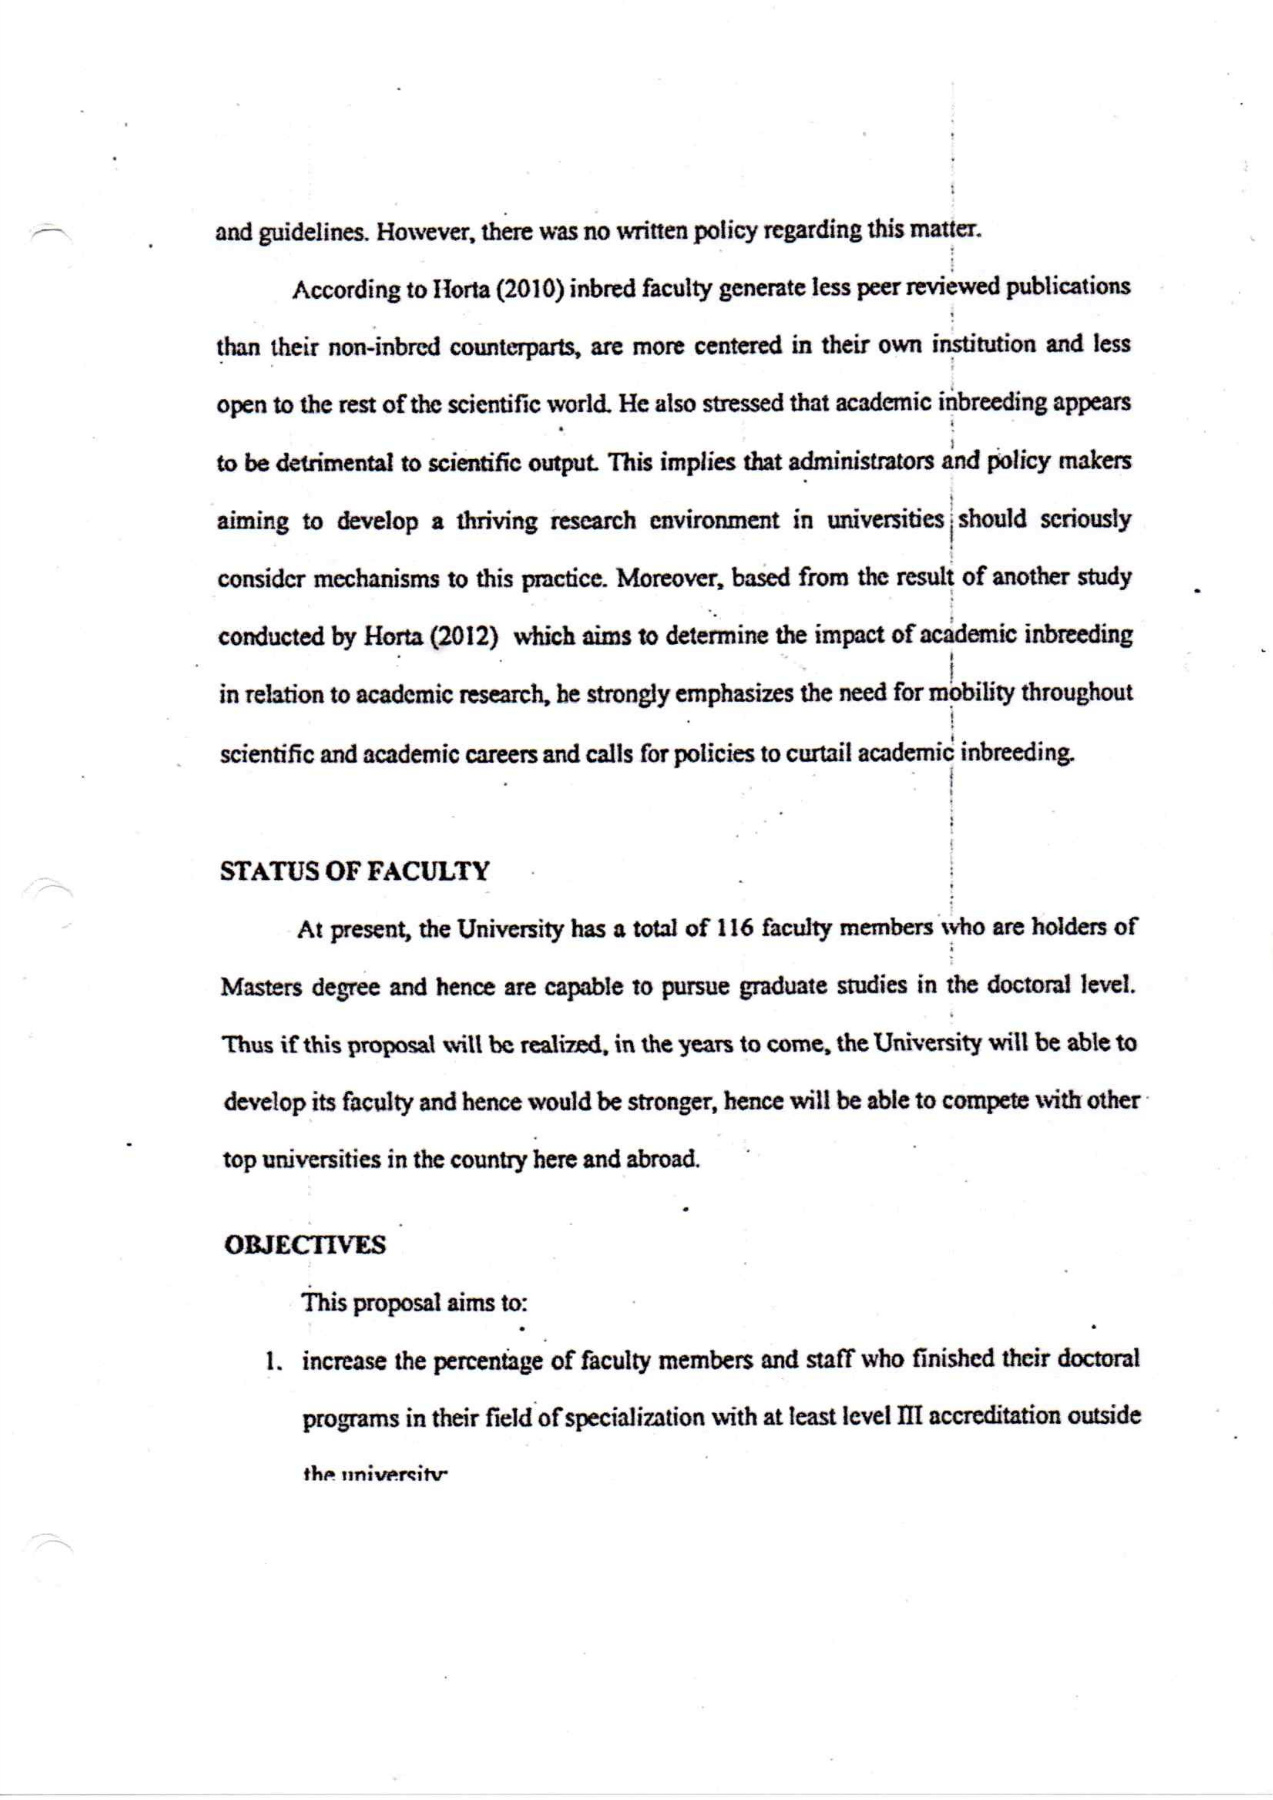 and guidelines. However, there was no written policy regarding this matter.
According to Horta (2010) inbred faculty generate less peer reviewed publications
than their non-inbred counterparts, are more centered in their own institution and less
open to the rest of the scientific world. He also stressed that academic inbreeding appears
to be detrimental to scientific output. This implies that administrators and policy makers
aiming to develop a thriving research environment in universities should seriously
consider mechanisms to this practice. Moreover, based from the result of another study
conducted by Horta (2012) which aims to determine the impact of academic inbreeding
in relation to academic research, he strongly emphasizes the need for mobility throughout
scientific and academic careers and calls for policies to curtail academic inbreeding.
STATUS OF FACULTY
At present, the University has a total of 116 faculty members who are holders of
Masters degree and hence are capable to pursue graduate studies in the doctoral level.
Thus if this proposal will be realized, in the years to come, the University will be able to
develop its faculty and hence would be stronger, hence will be able to compete with other
top universities in the country here and abroad.
OBJECTIVES
This proposal aims to:
1. increase the percentage of faculty members and staff who finished their doctoral
programs in their field of specialization with at least level III accreditation outside
the university